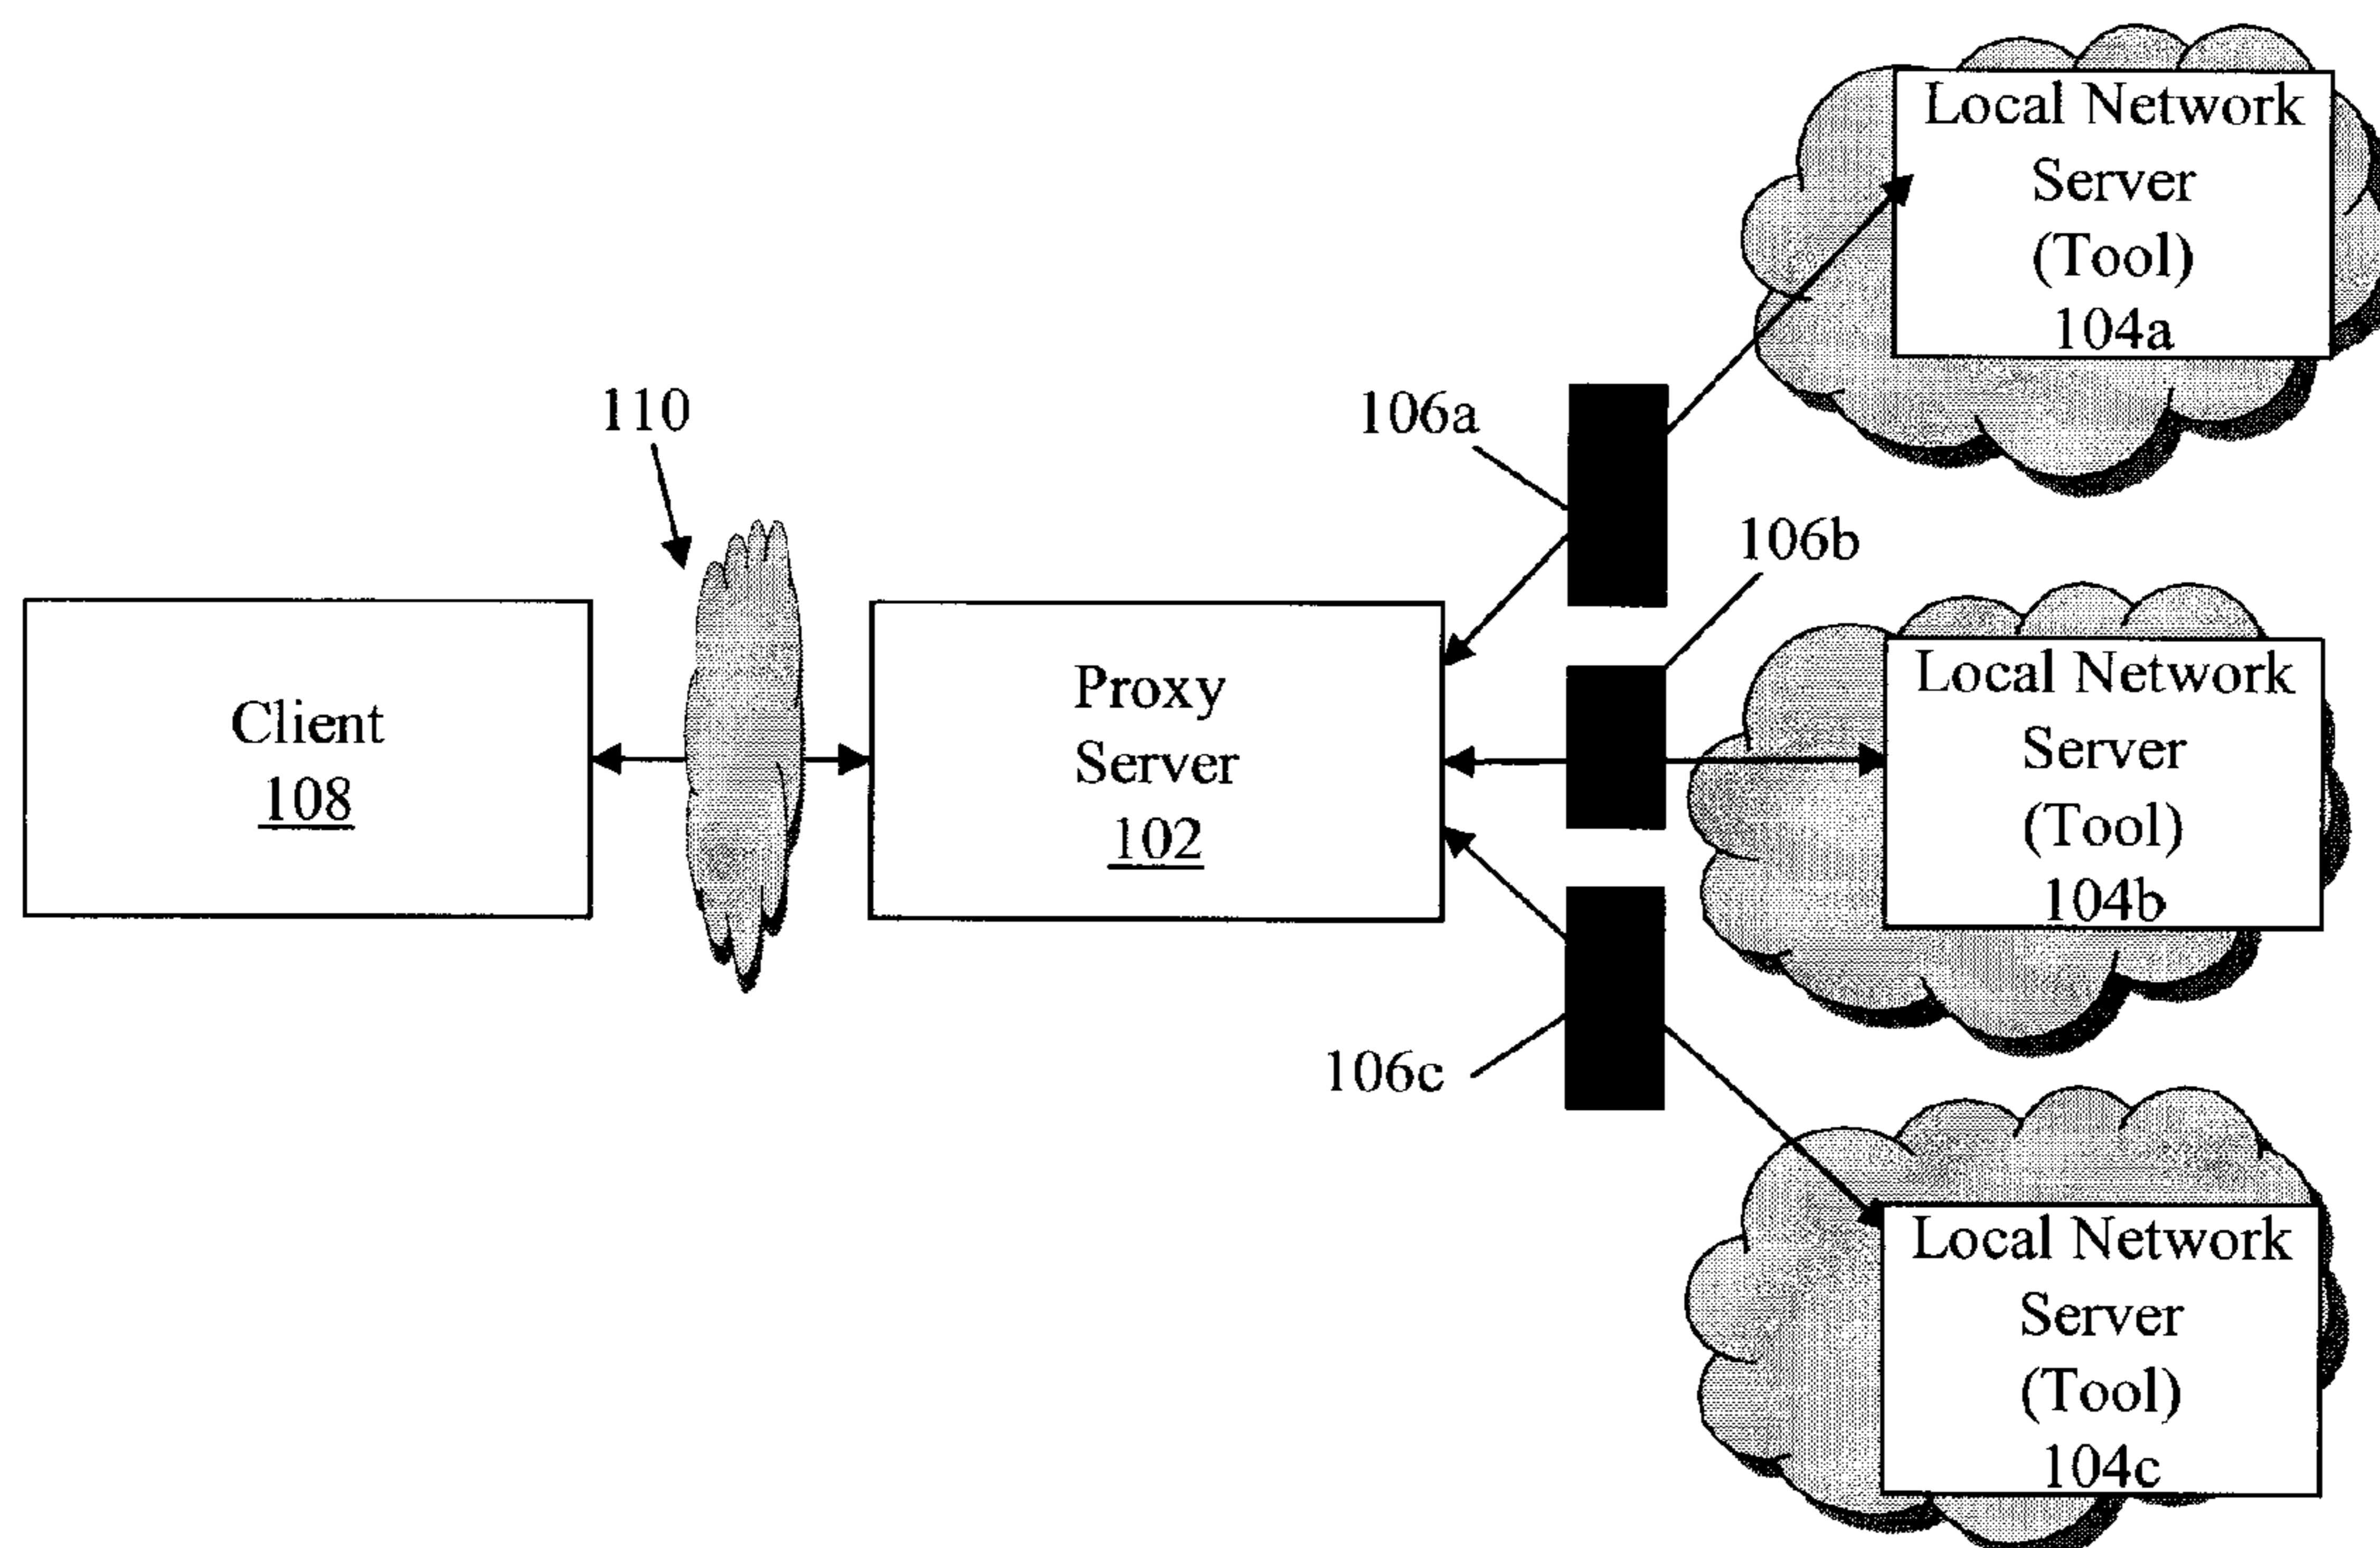 Local Network
Server
(Tool)
104a
110
106a
106b
Client
108
Proxy
Server
102
Local Network
Server
(Tool)
104b
106c
Local Network
Server
(Tool)
104c